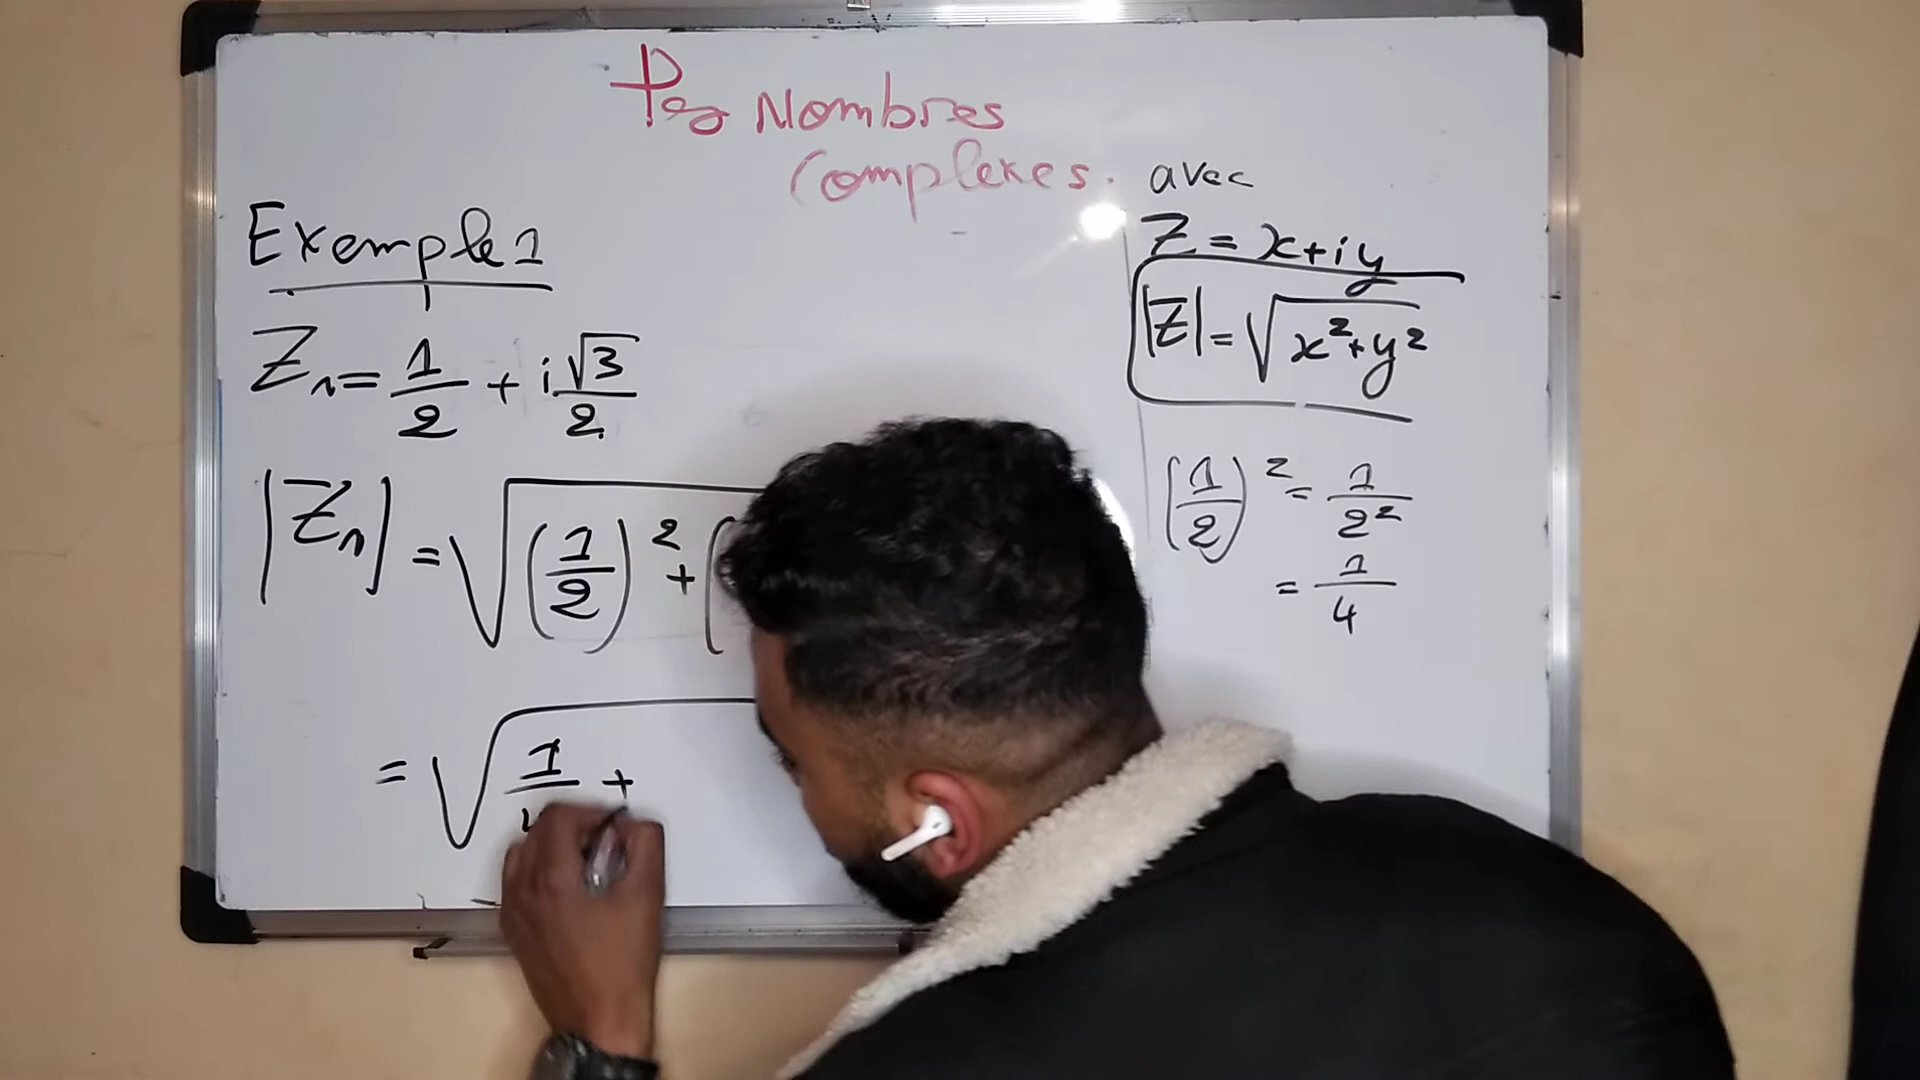 Les Nombres
Complexes.
Exemple 1
Z₁ = 1/2 + i √3/2
|Z₁| = √( (1/2)² + (
= √( 1/4 +
avec
Z = x + iy
|Z| = √(x² + y²)
(1/2)² = 1/2²
= 1/4